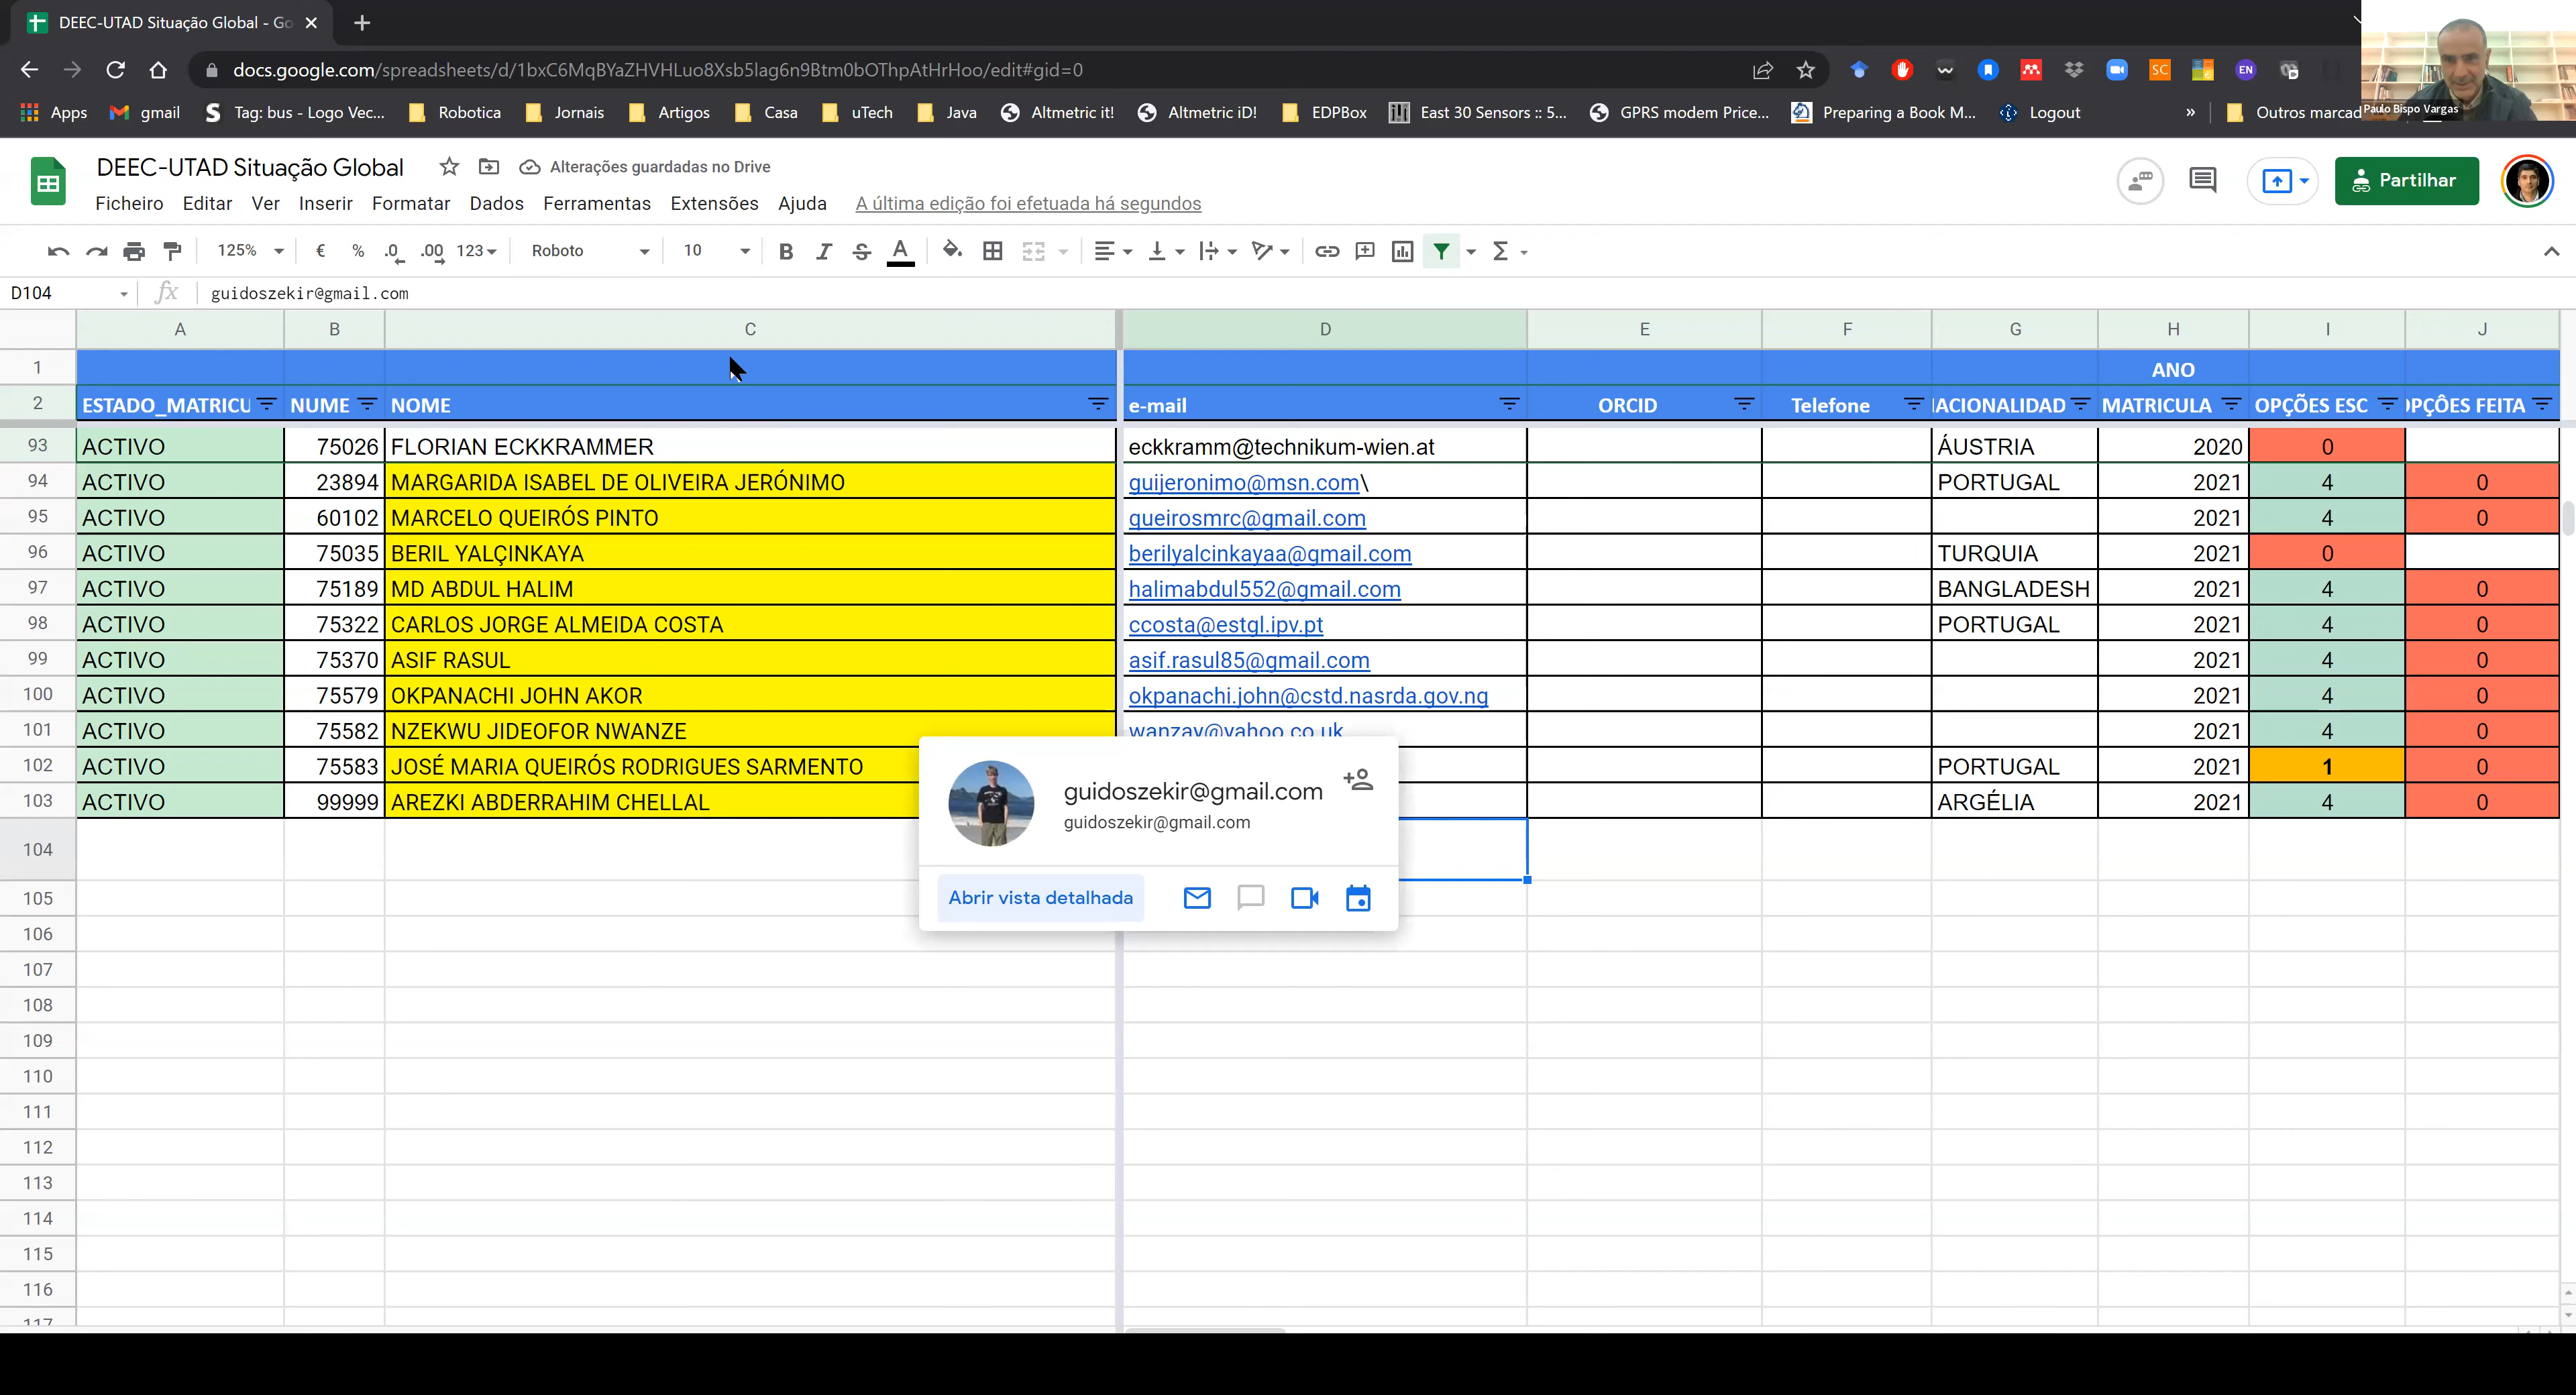 DEEC-UTAD Situação Global - Go
docs.google.com/spreadsheets/d/1bxC6MqBYaZHVHLuo8Xsb5lag6n9Btm0bOThpAtHrHoo/edit#gid=0
SC EN
Apps gmail Tag: bus - Logo Vec... Robotica Jornais Artigos Casa uTech Java Altmetric it! Altmetric iD! EDPBox East 30 Sensors :: 5... GPRS modem Price... Preparing a Book M... Logout » Outros marcad
Paulo Bispo Vargas
DEEC-UTAD Situação Global Alterações guardadas no Drive
Partilhar
Ficheiro Editar Ver Inserir Formatar Dados Ferramentas Extensões Ajuda A última edição foi efetuada há segundos
125% € % .0 .00 123 Roboto 10 B I S A Σ
D104 fx guidoszekir@gmail.com
A B C D E F G H I J
1 ANO
2 ESTADO_MATRICU NUME NOME e-mail ORCID Telefone IACIONALIDAD MATRICULA OPÇÕES ESC OPÇÕES FEITA
93 ACTIVO 75026 FLORIAN ECKKRAMMER eckkramm@technikum-wien.at ÁUSTRIA 2020 0
94 ACTIVO 23894 MARGARIDA ISABEL DE OLIVEIRA JERÓNIMO guijeronimo@msn.com\ PORTUGAL 2021 4 0
95 ACTIVO 60102 MARCELO QUEIRÓS PINTO queirosmrc@gmail.com 2021 4 0
96 ACTIVO 75035 BERIL YALÇINKAYA berilyalcinkayaa@gmail.com TURQUIA 2021 0
97 ACTIVO 75189 MD ABDUL HALIM halimabdul552@gmail.com BANGLADESH 2021 4 0
98 ACTIVO 75322 CARLOS JORGE ALMEIDA COSTA ccosta@estgl.ipv.pt PORTUGAL 2021 4 0
99 ACTIVO 75370 ASIF RASUL asif.rasul85@gmail.com 2021 4 0
100 ACTIVO 75579 OKPANACHI JOHN AKOR okpanachi.john@cstd.nasrda.gov.ng 2021 4 0
101 ACTIVO 75582 NZEKWU JIDEOFOR NWANZE wanzay@yahoo.co.uk 2021 4 0
102 ACTIVO 75583 JOSÉ MARIA QUEIRÓS RODRIGUES SARMENTO PORTUGAL 2021 1 0
103 ACTIVO 99999 AREZKI ABDERRAHIM CHELLAL ARGÉLIA 2021 4 0
guidoszekir@gmail.com
guidoszekir@gmail.com
Abrir vista detalhada
104
105
106
107
108
109
110
111
112
113
114
115
116
117